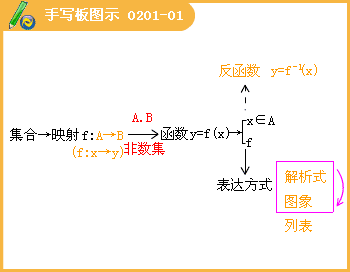 手写板图示 0201-01
反函数 y=f⁻¹(x)
A.B
x∈A
集合→映射f:A→B → 函数y=f(x)→
(f:x→y)
非数集
f
表达方式
解析式
图象
列表